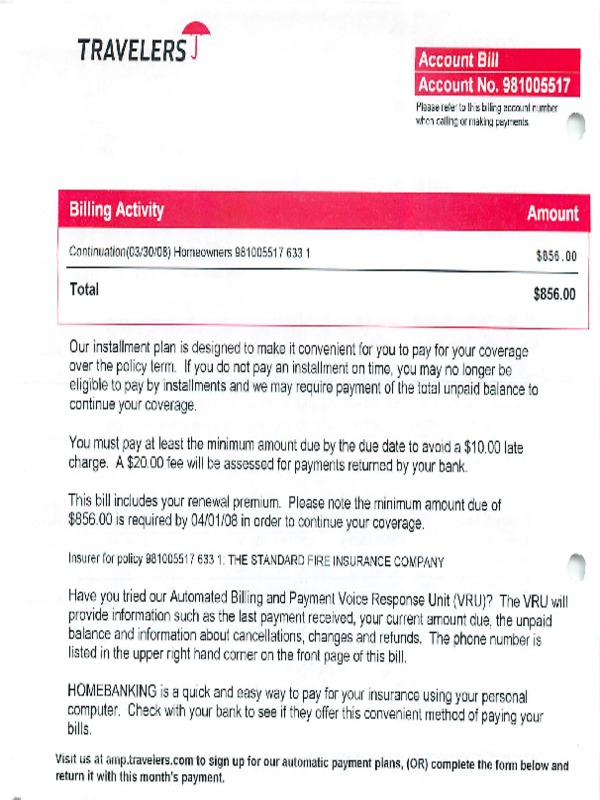 TRAVELERS
Account Bill
Account No. 981005517
Please refer to this billing account number
when calling or making payments.
Billing Activity Amount
Continuation(03/30/08) Homeowners 981005517 633 1 $856.00
Total $856.00
Our installment plan is designed to make it convenient for you to pay for your coverage
over the policy term. If you do not pay an installment on time, you may no longer be
eligible to pay by installments and we may require payment of the total unpaid balance to
continue your coverage.
You must pay at least the minimum amount due by the due date to avoid a $10.00 late
charge. A $20.00 fee will be assessed for payments returned by your bank.
This bill includes your renewal premium. Please note the minimum amount due of
$856.00 is required by 04/01/08 in order to continue your coverage.
Insurer for policy 981005517 633 1: THE STANDARD FIRE INSURANCE COMPANY
Have you tried our Automated Billing and Payment Voice Response Unit (VRU)? The VRU will
provide information such as the last payment received, your current amount due, the unpaid
balance and information about cancellations, changes and refunds. The phone number is
listed in the upper right hand corner on the front page of this bill.
HOMEBANKING is a quick and easy way to pay for your insurance using your personal
computer. Check with your bank to see if they offer this convenient method of paying your
bills.
Visit us at amp.travelers.com to sign up for our automatic payment plans, (OR) complete the form below and
return it with this month's payment.